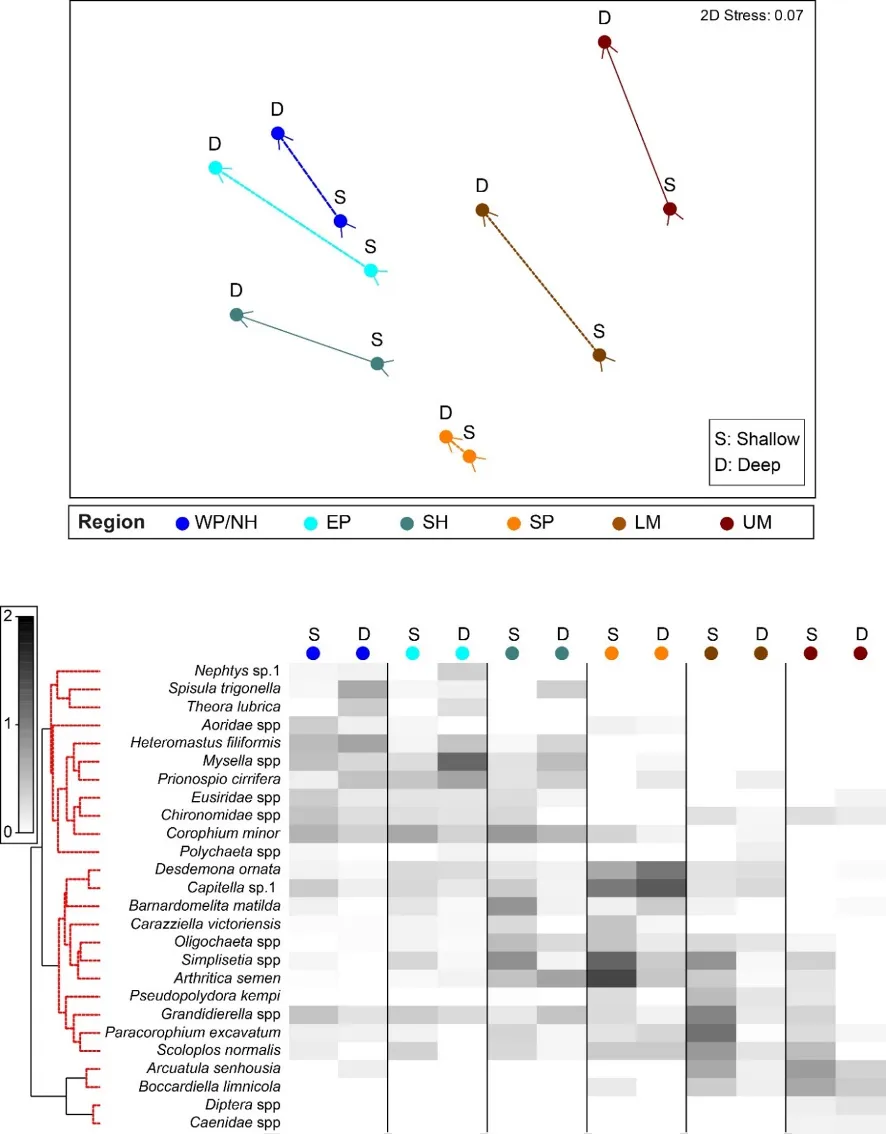 2D Stress: 0.07
D
D
D
S
D
S
S
D
S
S
D
S
S: Shallow
D: Deep
Region WP/NH EP SH SP LM UM
2
1
0
S D S D S D S D S D S D
Nephtys sp.1
Spisula trigonella
Theora lubrica
Aoridae spp
Heteromastus filiformis
Mysella spp
Prionospio cirrifera
Eusiridae spp
Chironomidae spp
Corophium minor
Polychaeta spp
Desdemona ornata
Capitella sp.1
Barnardomelita matilda
Carazziella victoriensis
Oligochaeta spp
Simplisetia spp
Arthritica semen
Pseudopolydora kempi
Grandidierella spp
Paracorophium excavatum
Scoloplos normalis
Arcuatula senhousia
Boccardiella limnicola
Diptera spp
Caenidae spp